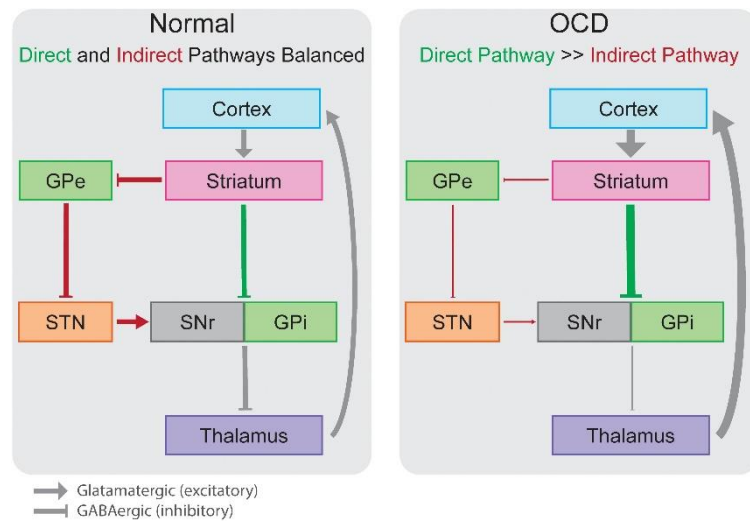 Normal
Direct and Indirect Pathways Balanced
Cortex
GPe
Striatum
STN
SNr
GPi
Thalamus
OCD
Direct Pathway >> Indirect Pathway
Cortex
GPe
Striatum
STN
SNr
GPi
Thalamus
Glatamatergic (excitatory)
GABAergic (inhibitory)